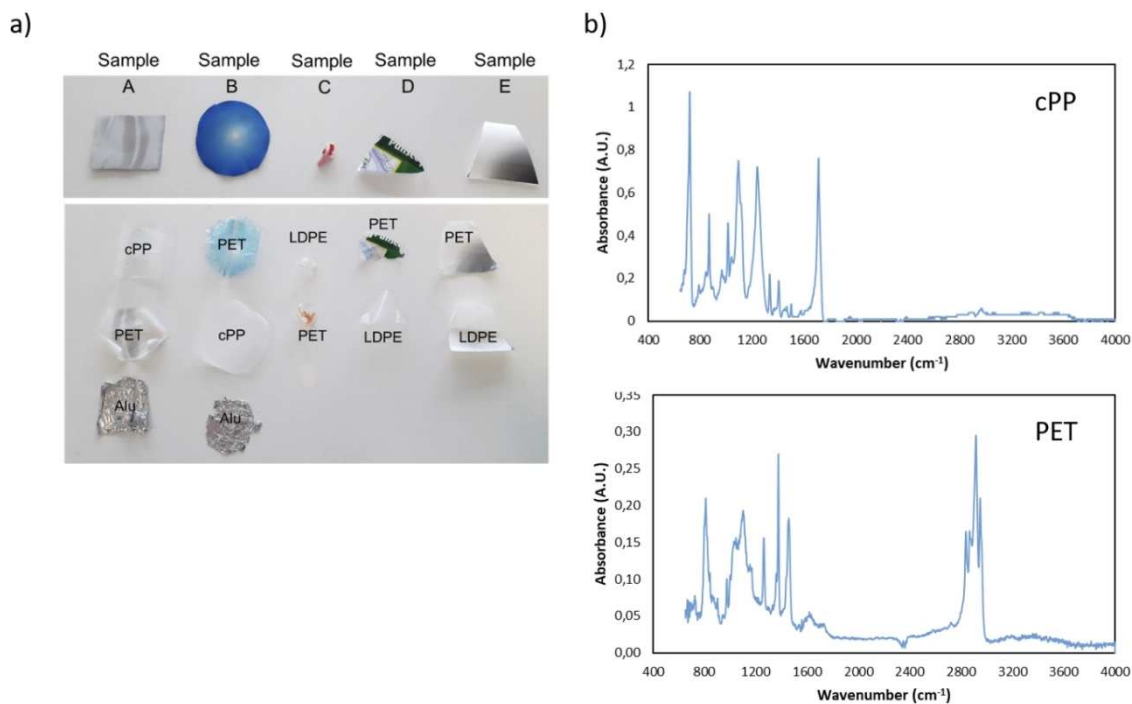 a)
Sample A
Sample B
Sample C
Sample D
Sample E
cPP
PET
LDPE
PET
PET
PET
cPP
PET
LDPE
LDPE
Alu
Alu
b)
cPP
Absorbance (A.U.)
1,2
1
0,8
0,6
0,4
0,2
0
400 800 1200 1600 2000 2400 2800 3200 3600 4000
Wavenumber (cm-1)
PET
Absorbance (A.U.)
0,35
0,30
0,25
0,20
0,15
0,10
0,05
0,00
400 800 1200 1600 2000 2400 2800 3200 3600 4000
Wavenumber (cm-1)